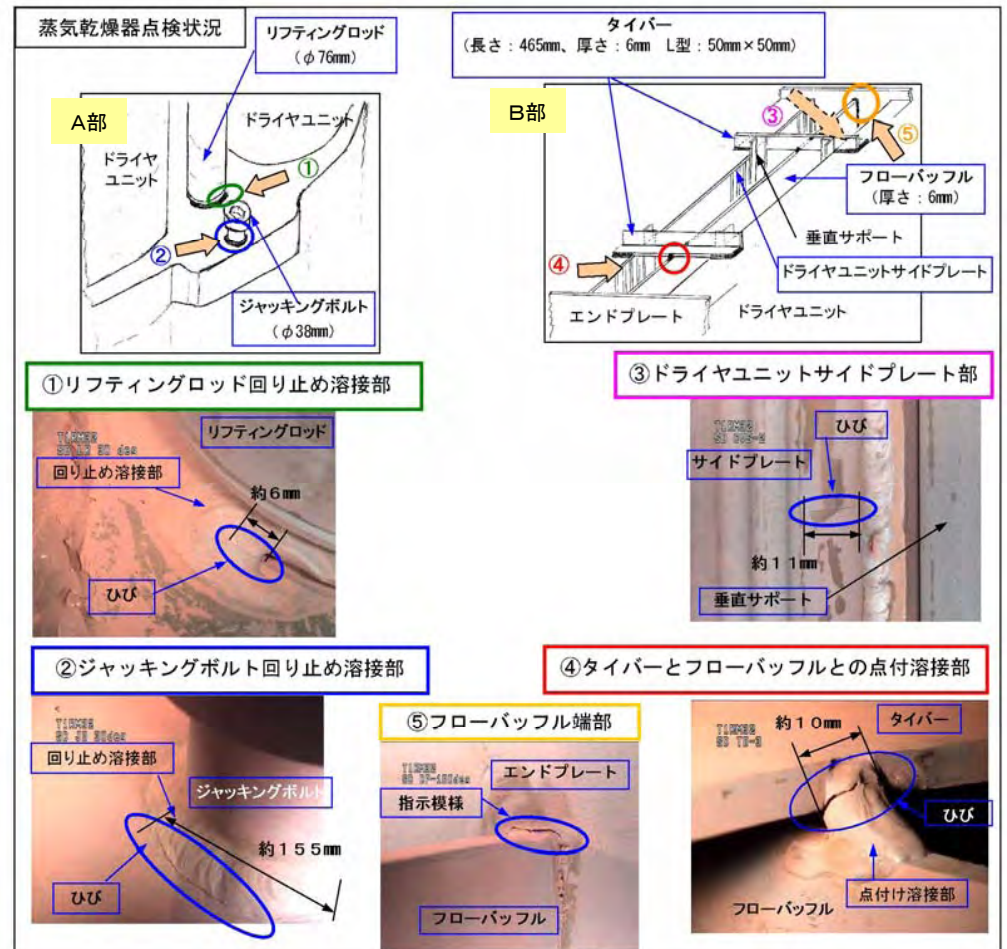 蒸気乾燥器点検状況
リフティングロッド
(φ76mm)
A部
ドライヤ
ユニット
ドライヤユニット
①
②
ジャッキングボルト
(φ38mm)
タイバー
(長さ：465mm、厚さ：6mm L型：50mm×50mm)
B部
③
⑤
フローバッフル
(厚さ：6mm)
垂直サポート
④
ドライヤユニットサイドプレート
エンドプレート
ドライヤユニット
①リフティングロッド回り止め溶接部
リフティングロッド
回り止め溶接部
約6mm
ひび
③ドライヤユニットサイドプレート部
ひび
サイドプレート
約11mm
垂直サポート
②ジャッキングボルト回り止め溶接部
回り止め溶接部
ジャッキングボルト
約155mm
ひび
⑤フローバッフル端部
エンドプレート
指示模様
フローバッフル
④タイバーとフローバッフルとの点付溶接部
約10mm
タイバー
ひび
点付け溶接部
フローバッフル